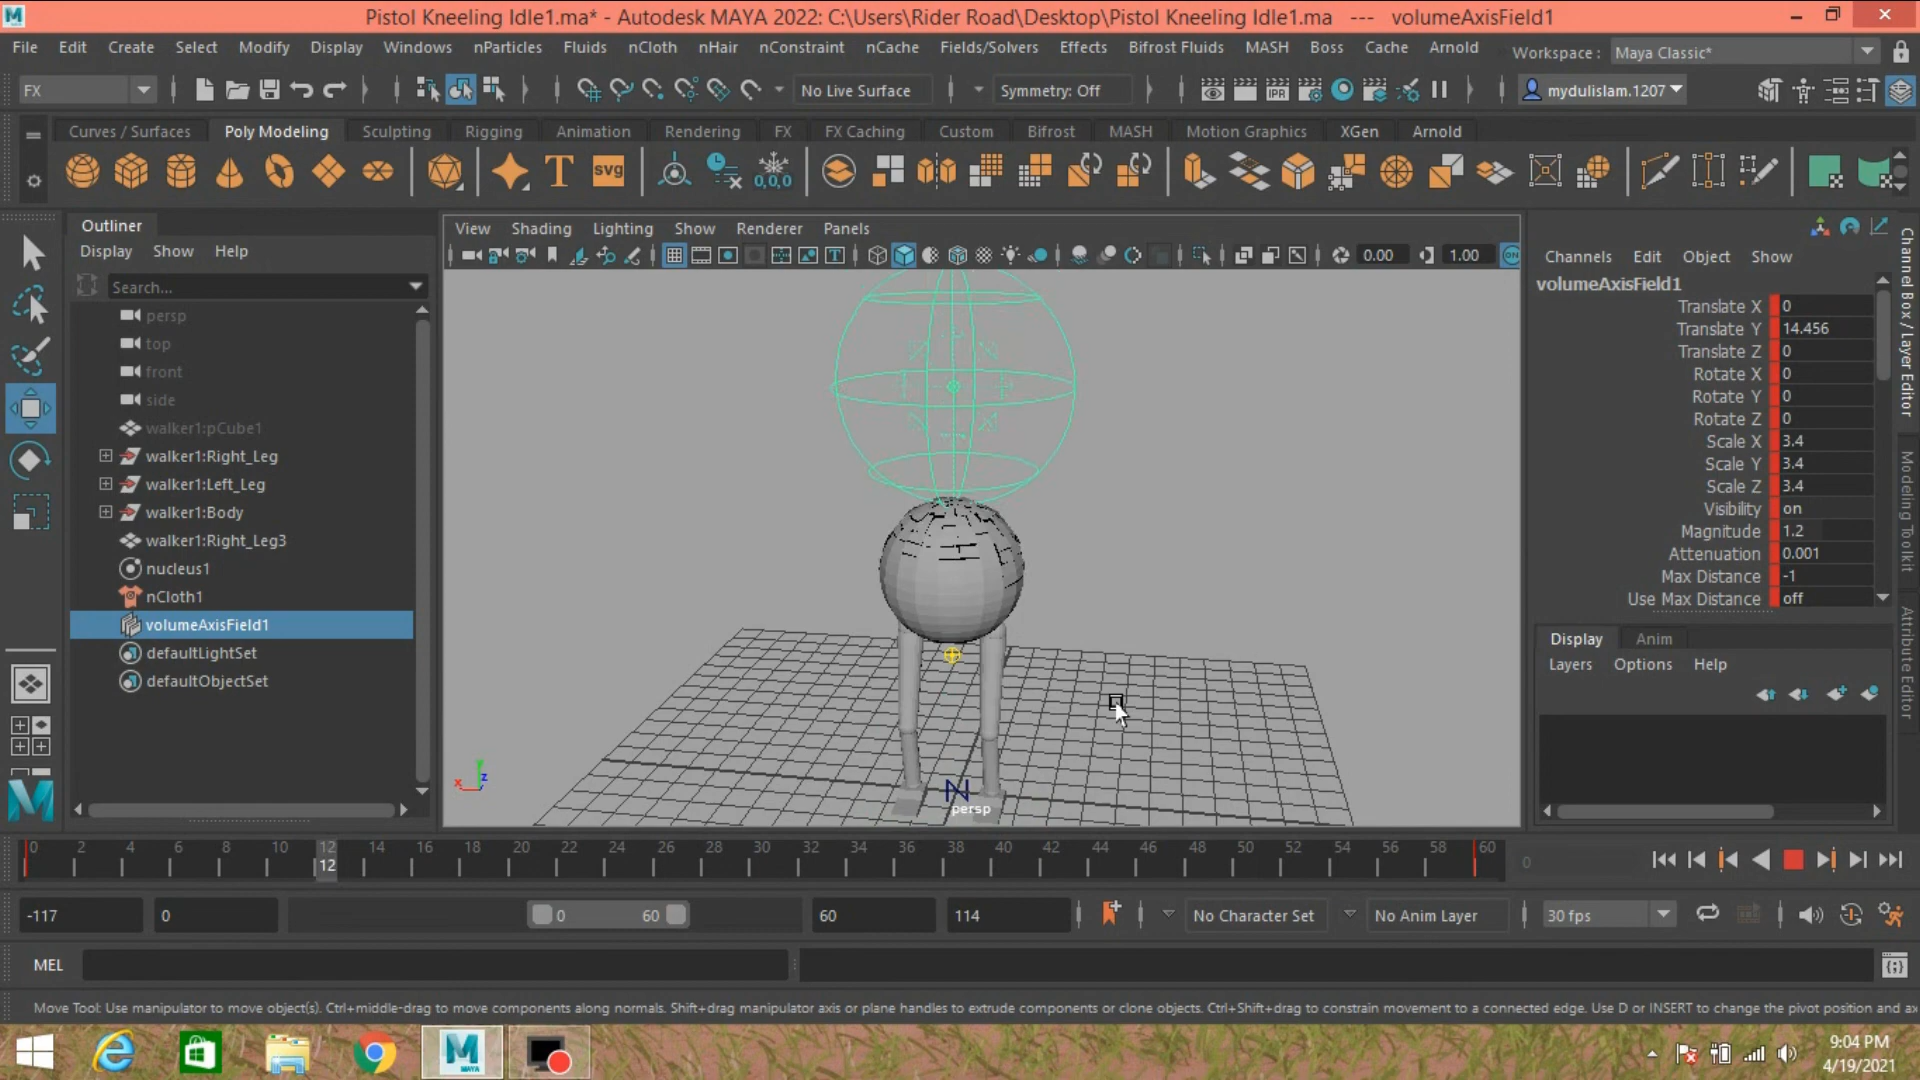 Pistol Kneeling Idle1.ma* - Autodesk MAYA 2022: C:\Users\Rider Road\Desktop\Pistol Kneeling Idle1.ma --- volumeAxisField1
File Edit Create Select Modify Display Windows nParticles Fluids nCloth nHair nConstraint nCache Fields/Solvers Effects Bifrost Fluids MASH Boss Cache Arnold Workspace : Maya Classic*
FX No Live Surface Symmetry: Off mydulislam.1207
Curves / Surfaces Poly Modeling Sculpting Rigging Animation Rendering FX FX Caching Custom Bifrost MASH Motion Graphics XGen Arnold
T svg 0,0,0
IPR
Outliner
Display Show Help
Search...
persp
top
front
side
walker1:pCube1
walker1:Right_Leg
walker1:Left_Leg
walker1:Body
walker1:Right_Leg3
nucleus1
nCloth1
volumeAxisField1
defaultLightSet
defaultObjectSet
View Shading Lighting Show Renderer Panels
0.00 1.00 ON
N
persp
x z
Channels Edit Object Show
volumeAxisField1
Translate X 0
Translate Y 14.456
Translate Z 0
Rotate X 0
Rotate Y 0
Rotate Z 0
Scale X 3.4
Scale Y 3.4
Scale Z 3.4
Visibility on
Magnitude 1.2
Attenuation 0.001
Max Distance -1
Use Max Distance off
Display Anim
Layers Options Help
Channel Box / Layer Editor
Modeling Toolkit
Attribute Editor
0 2 4 6 8 10 12 14 16 18 20 22 24 26 28 30 32 34 36 38 40 42 44 46 48 50 52 54 56 58 60
12
0
-117 0 0 60 60 114 No Character Set No Anim Layer 30 fps
MEL
Move Tool: Use manipulator to move object(s). Ctrl+middle-drag to move components along normals. Shift+drag manipulator axis or plane handles to extrude components or clone objects. Ctrl+Shift+drag to constrain movement to a connected edge. Use D or INSERT to change the pivot position and ax
MAYA
9:04 PM
4/19/2021